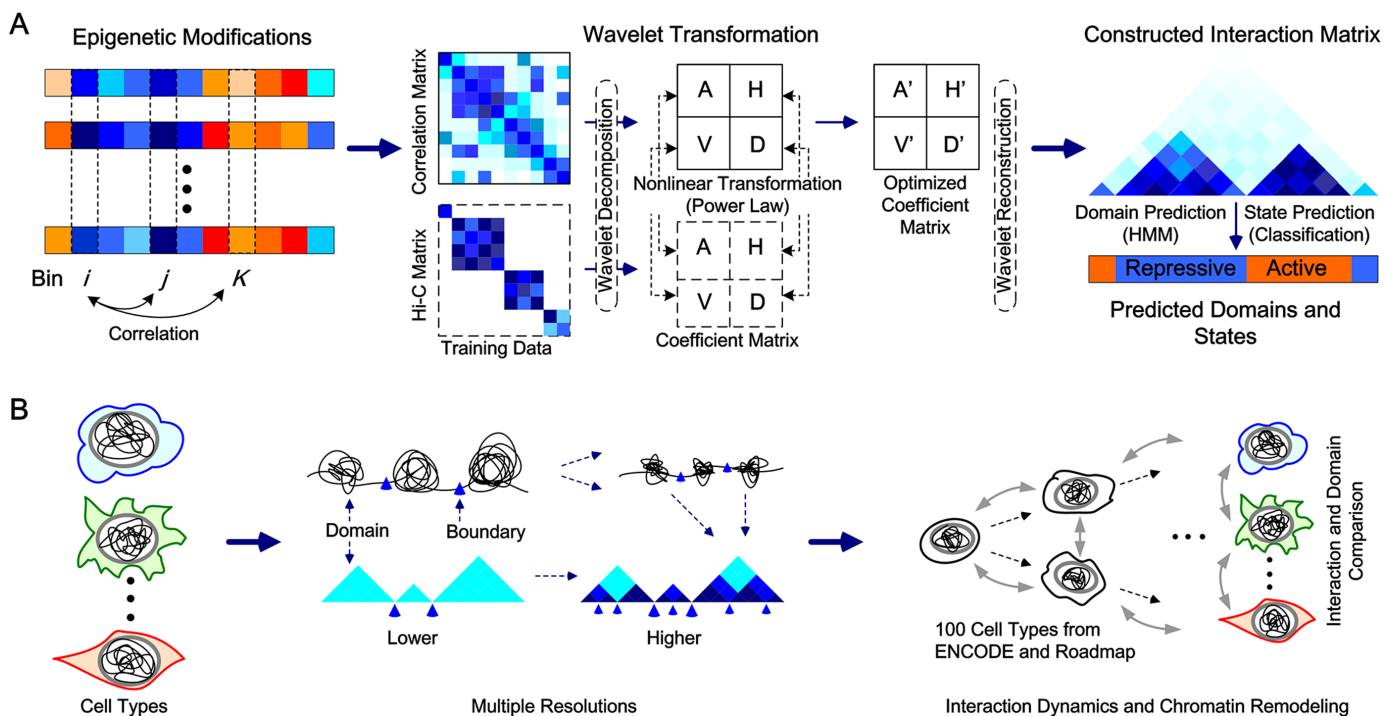 A
Epigenetic Modifications
Bin i j K
Correlation
Correlation Matrix
Hi-C Matrix
Training Data
Wavelet Transformation
Wavelet Decomposition
A H
V D
Nonlinear Transformation
(Power Law)
A H
V D
Coefficient Matrix
A' H'
V' D'
Optimized
Coefficient
Matrix
Wavelet Reconstruction
Constructed Interaction Matrix
Domain Prediction
(HMM)
State Prediction
(Classification)
Repressive Active
Predicted Domains and
States
B
Cell Types
Domain Boundary
Lower Higher
Multiple Resolutions
100 Cell Types from
ENCODE and Roadmap
Interaction and Domain
Comparison
Interaction Dynamics and Chromatin Remodeling